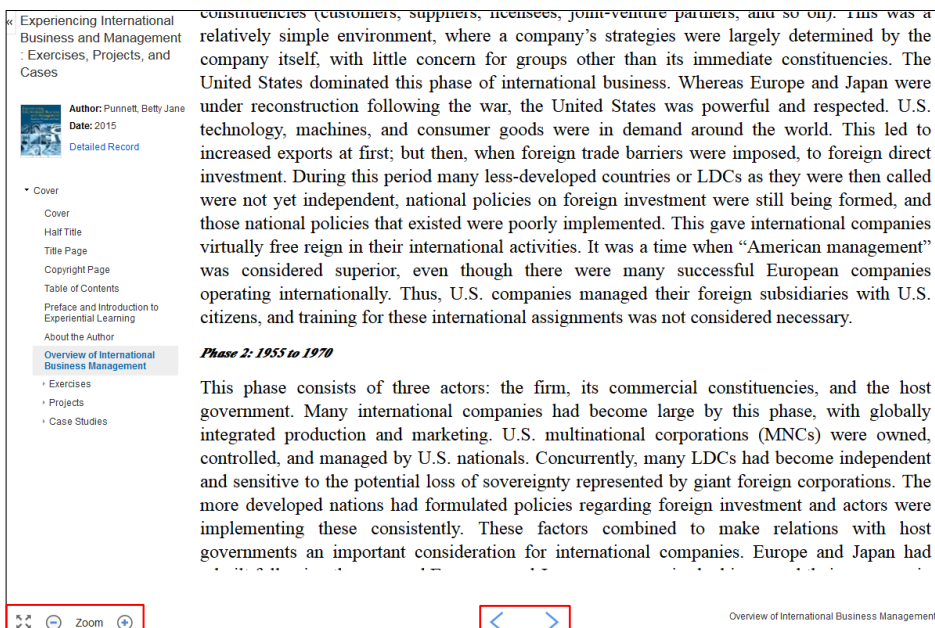 « Experiencing International
Business and Management
: Exercises, Projects, and
Cases
Author: Punnett, Betty Jane
Date: 2015
Detailed Record
Cover
Cover
Half Title
Title Page
Copyright Page
Table of Contents
Preface and Introduction to
Experiential Learning
About the Author
Overview of International
Business Management
Exercises
Projects
Case Studies
constituencies (customers, suppliers, licensees, joint-venture partners, and so on). This was a
relatively simple environment, where a company's strategies were largely determined by the
company itself, with little concern for groups other than its immediate constituencies. The
United States dominated this phase of international business. Whereas Europe and Japan were
under reconstruction following the war, the United States was powerful and respected. U.S.
technology, machines, and consumer goods were in demand around the world. This led to
increased exports at first; but then, when foreign trade barriers were imposed, to foreign direct
investment. During this period many less-developed countries or LDCs as they were then called
were not yet independent, national policies on foreign investment were still being formed, and
those national policies that existed were poorly implemented. This gave international companies
virtually free reign in their international activities. It was a time when “American management”
was considered superior, even though there were many successful European companies
operating internationally. Thus, U.S. companies managed their foreign subsidiaries with U.S.
citizens, and training for these international assignments was not considered necessary.
Phase 2: 1955 to 1970
This phase consists of three actors: the firm, its commercial constituencies, and the host
government. Many international companies had become large by this phase, with globally
integrated production and marketing. U.S. multinational corporations (MNCs) were owned,
controlled, and managed by U.S. nationals. Concurrently, many LDCs had become independent
and sensitive to the potential loss of sovereignty represented by giant foreign corporations. The
more developed nations had formulated policies regarding foreign investment and actors were
implementing these consistently. These factors combined to make relations with host
governments an important consideration for international companies. Europe and Japan had
Zoom
Overview of International Business Management